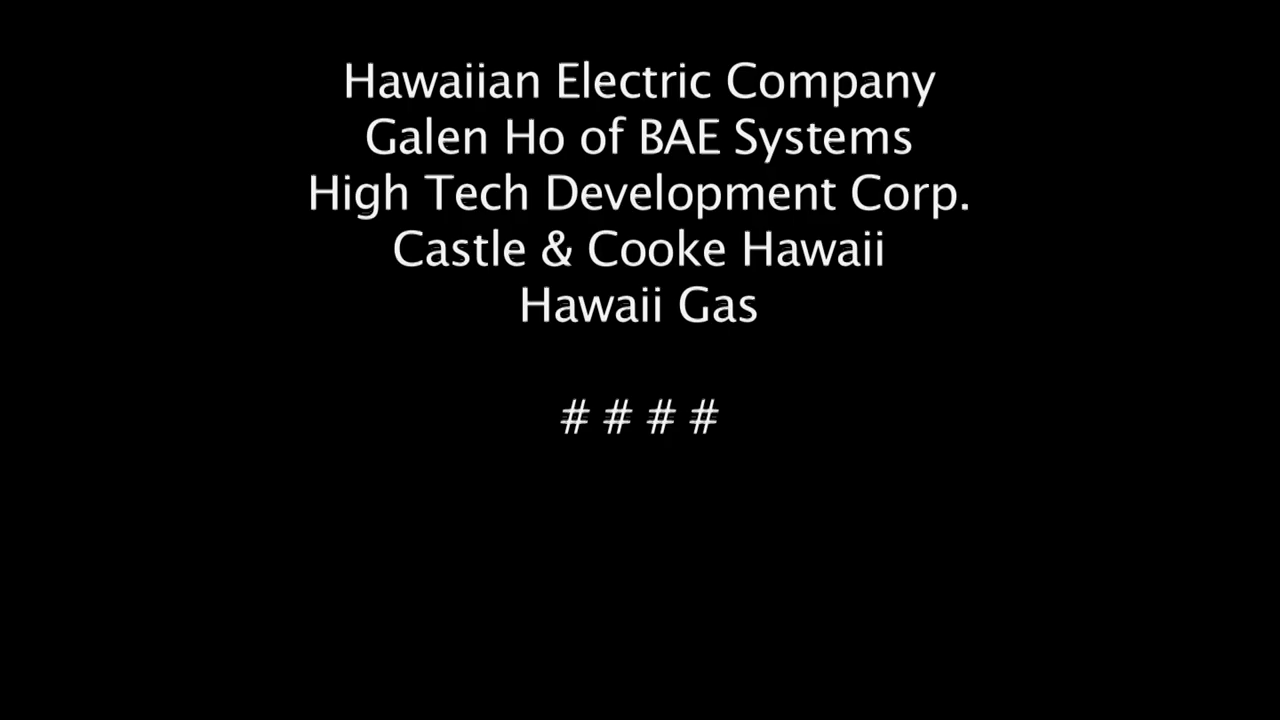 Hawaiian Electric Company
Galen Ho of BAE Systems
High Tech Development Corp.
Castle & Cooke Hawaii
Hawaii Gas
# # # #